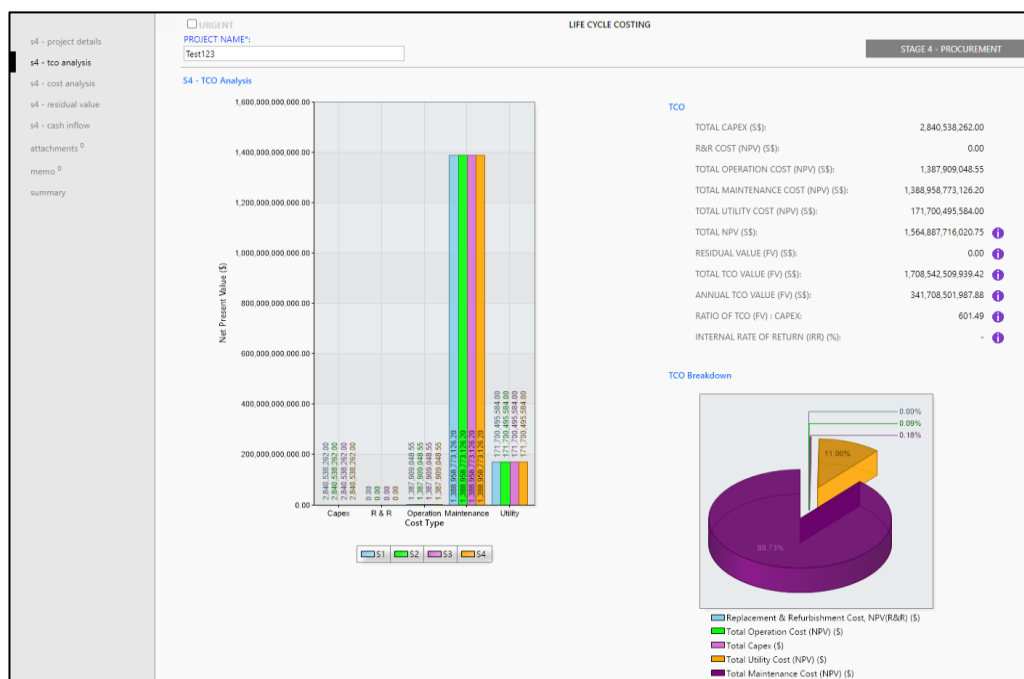 URGENT
LIFE CYCLE COSTING
PROJECT NAME*:
Test123
STAGE 4 - PROCUREMENT
s4 - project details
s4 - tco analysis
s4 - cost analysis
s4 - residual value
s4 - cash inflow
attachments 0
memo 0
summary
S4 - TCO Analysis
Net Present Value ($)
1,600,000,000,000.00
1,400,000,000,000.00
1,200,000,000,000.00
1,000,000,000,000.00
800,000,000,000.00
600,000,000,000.00
400,000,000,000.00
200,000,000,000.00
0.00
2,840,538,262.00
2,840,538,262.00
2,840,538,262.00
2,840,538,262.00
0.00
0.00
0.00
0.00
1,387,909,048.55
1,387,909,048.55
1,387,909,048.55
1,387,909,048.55
1,388,958,773,126.20
1,388,958,773,126.20
1,388,958,773,126.20
1,388,958,773,126.20
171,700,495,584.00
171,700,495,584.00
171,700,495,584.00
171,700,495,584.00
Capex R & R Operation Maintenance Utility
Cost Type
S1 S2 S3 S4
TCO
TOTAL CAPEX (S$): 2,840,538,262.00
R&R COST (NPV) (S$): 0.00
TOTAL OPERATION COST (NPV) (S$): 1,387,909,048.55
TOTAL MAINTENANCE COST (NPV) (S$): 1,388,958,773,126.20
TOTAL UTILITY COST (NPV) (S$): 171,700,495,584.00
TOTAL NPV (S$): 1,564,887,716,020.75
RESIDUAL VALUE (FV) (S$): 0.00
TOTAL TCO VALUE (FV) (S$): 1,708,542,509,939.42
ANNUAL TCO VALUE (FV) (S$): 341,708,501,987.88
RATIO OF TCO (FV) : CAPEX: 601.49
INTERNAL RATE OF RETURN (IRR) (%): -
TCO Breakdown
0.00%
0.09%
0.18%
11.00%
88.73%
Replacement & Refurbishment Cost, NPV(R&R) ($)
Total Operation Cost (NPV) ($)
Total Capex ($)
Total Utility Cost (NPV) ($)
Total Maintenance Cost (NPV) ($)